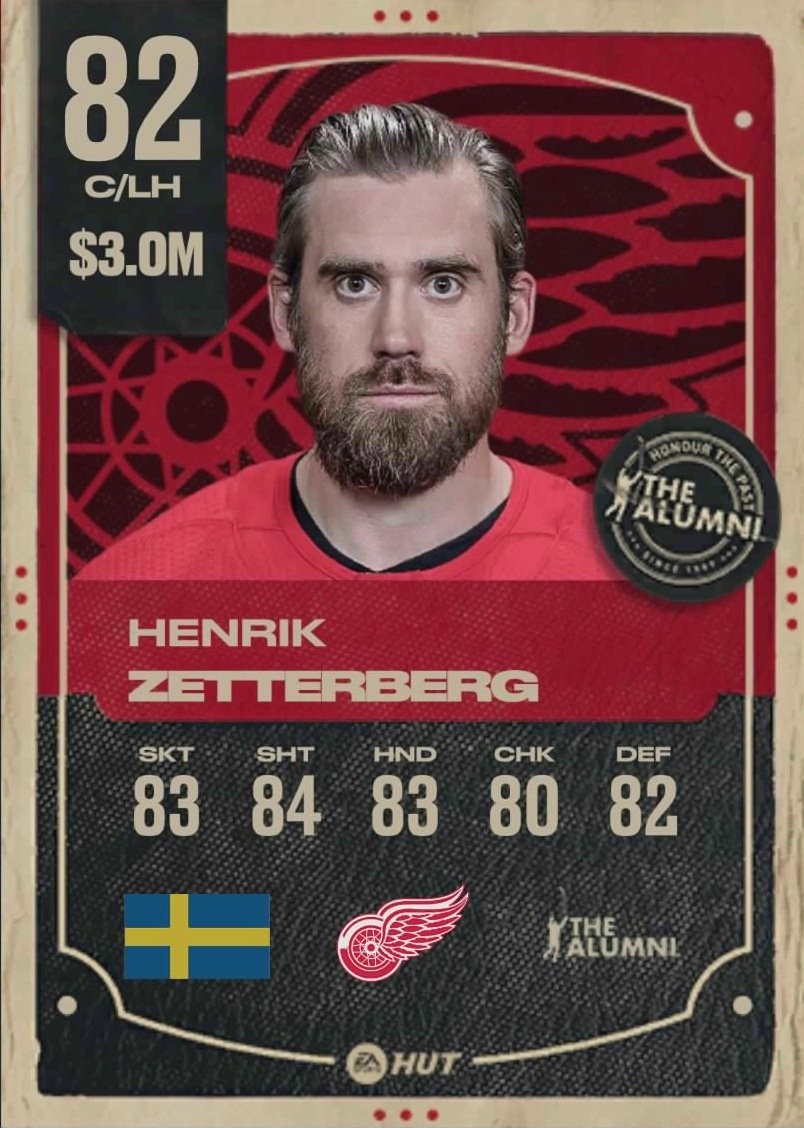 82
C/LH
$3.0M
HONOUR THE PAST
THE
ALUMNI
HENRIK
ZETTERBERG
SKT SHT HND CHK DEF
83 84 83 80 82
THE
ALUMNI
EA
HUT